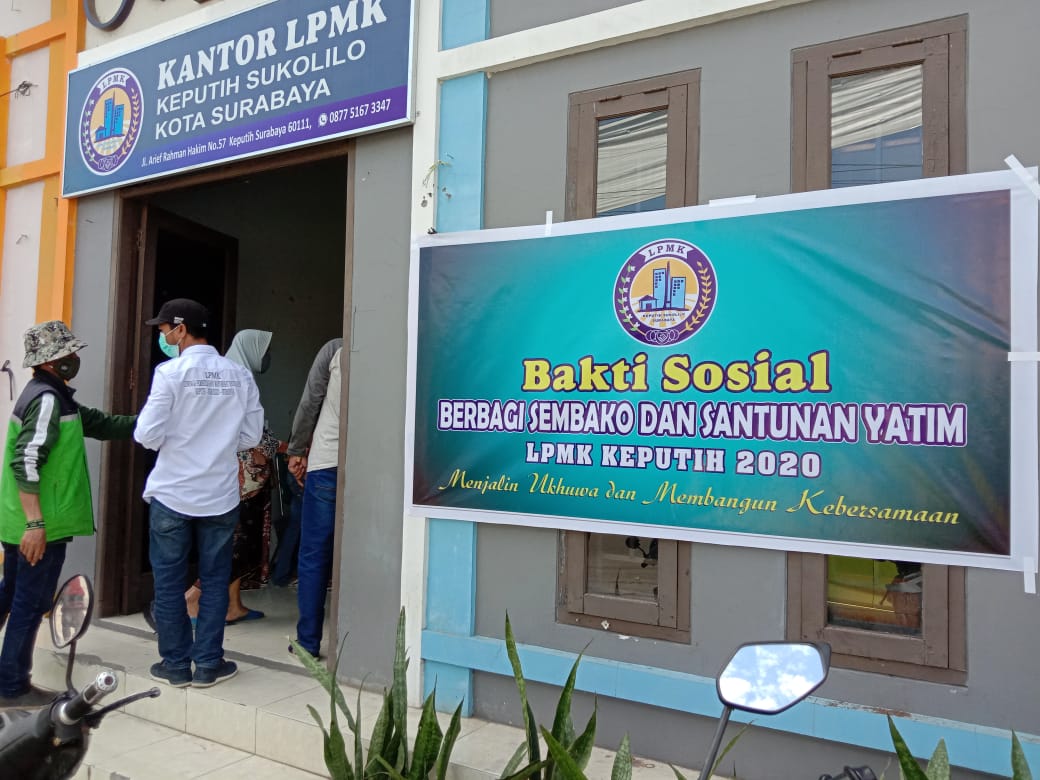 KANTOR LPMK
KEPUTIH SUKOLILO
KOTA SURABAYA
Jl. Arief Rahman Hakim No.57 Keputih Surabaya 60111, 0877 5167 3347
LPMK
LPMK
LPMK
KEPUTIH SUKOLILO
SURABAYA
Bakti Sosial
BERBAGI SEMBAKO DAN SANTUNAN YATIM
LPMK KEPUTIH 2020
Menjalin Ukhuwa dan Membangun Kebersamaan